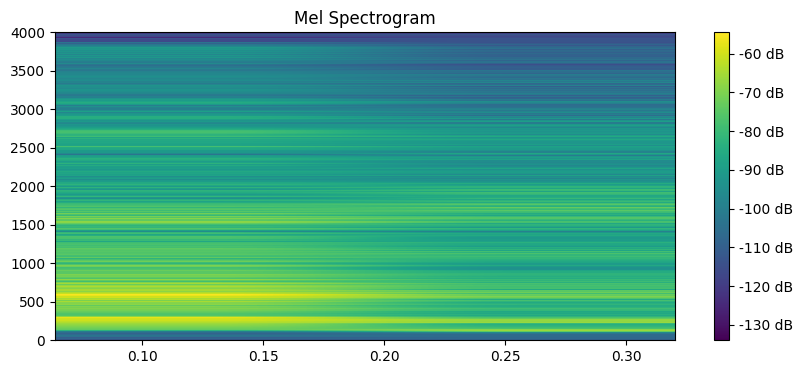 Mel Spectrogram
4000
3500
3000
2500
2000
1500
1000
500
0
0.10 0.15 0.20 0.25 0.30
-60 dB
-70 dB
-80 dB
-90 dB
-100 dB
-110 dB
-120 dB
-130 dB